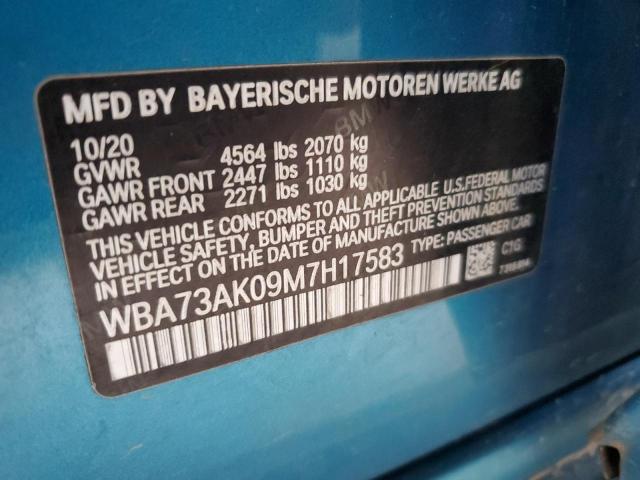 MFD BY BAYERISCHE MOTOREN WERKE AG
10/20
GVWR 4564 lbs 2070 kg
GAWR FRONT 2447 lbs 1110 kg
GAWR REAR 2271 lbs 1030 kg
THIS VEHICLE CONFORMS TO ALL APPLICABLE U.S.FEDERAL MOTOR
VEHICLE SAFETY, BUMPER AND THEFT PREVENTION STANDARDS
IN EFFECT ON THE DATE OF MANUFACTURE SHOWN ABOVE.
WBA73AK09M7H17583 TYPE: PASSENGER CAR
C1G